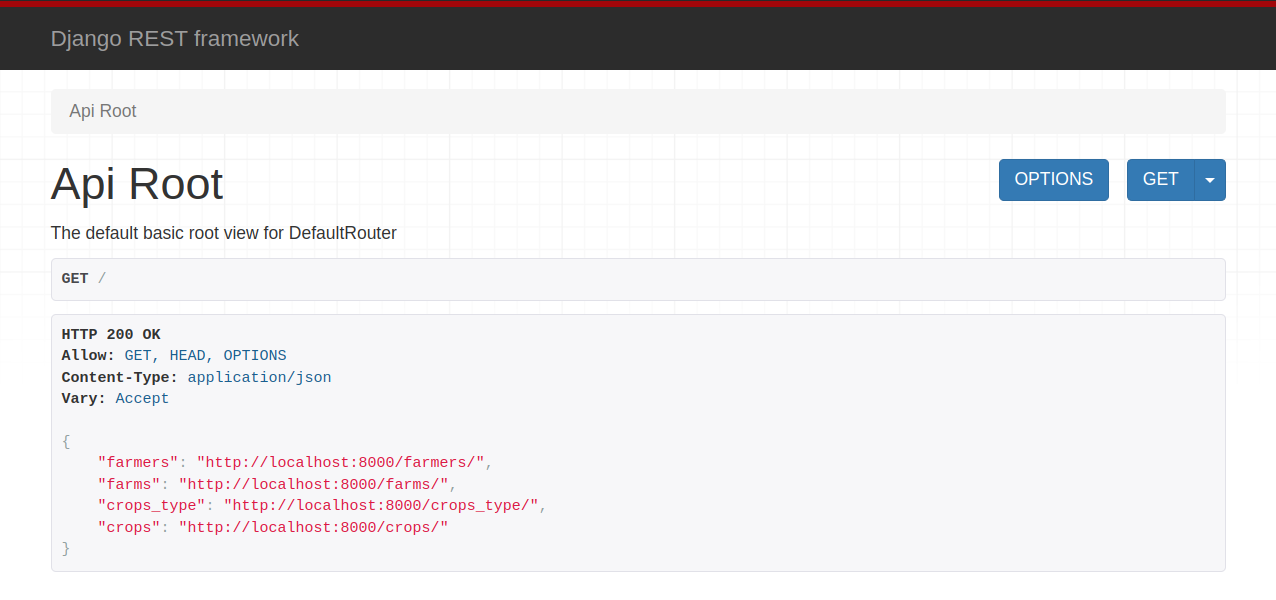 Django REST framework
Api Root
Api Root
OPTIONS
GET
The default basic root view for DefaultRouter
GET /
HTTP 200 OK
Allow: GET, HEAD, OPTIONS
Content-Type: application/json
Vary: Accept
{
    "farmers": "http://localhost:8000/farmers/",
    "farms": "http://localhost:8000/farms/",
    "crops_type": "http://localhost:8000/crops_type/",
    "crops": "http://localhost:8000/crops/"
}